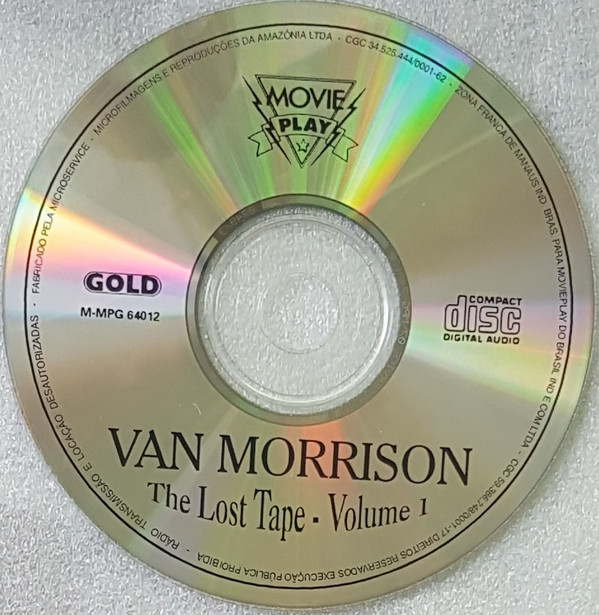 FABRICADO PELA MICROSERVICE - MICROFILMAGENS E REPRODUÇÕES DA AMAZÔNIA LTDA - CGC 34.525.444/0001-62 - ZONA FRANCA DE MANAUS IND. BRAS. PARA MOVIEPLAY DO BRASIL IND E COM LTDA - CGC 59.366.748/0001-17 DIREITOS RESERVADOS EXECUÇÃO PÚBLICA PROIBIDA - RÁDIO TRANSMISSÃO E LOCAÇÃO DESAUTORIZADAS -
MOVIE
PLAY
GOLD
M-MPG 64012
COMPACT
disc
DIGITAL AUDIO
VAN MORRISON
The Lost Tape - Volume 1